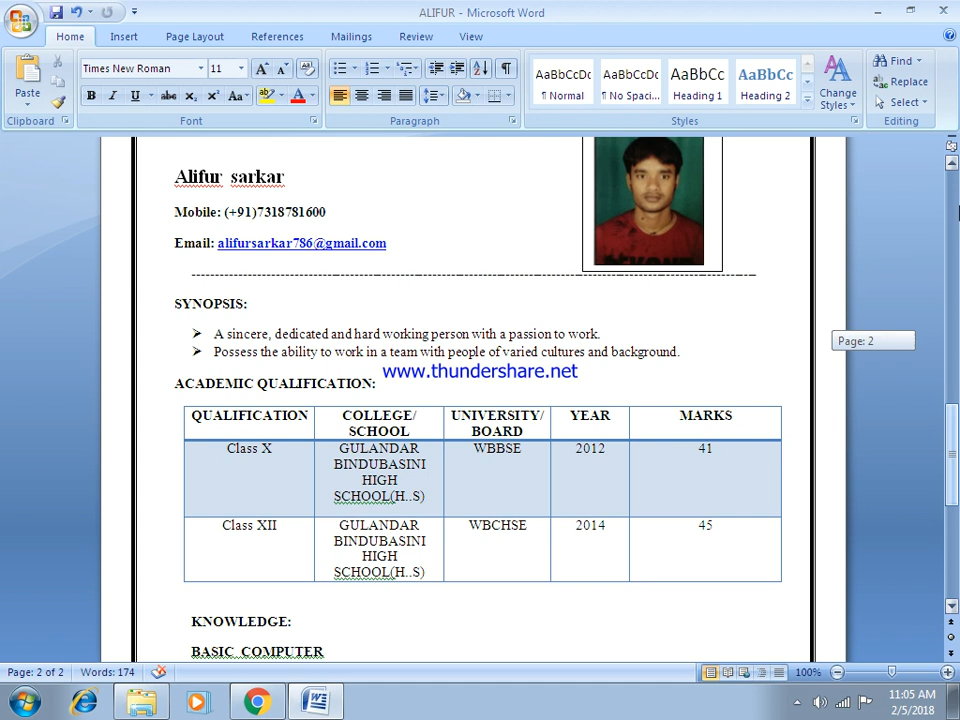 ALIFUR - Microsoft Word
Home Insert Page Layout References Mailings Review View
Paste
Clipboard
Times New Roman 11
B I U abc X₂ X² Aa
Font
Paragraph
AaBbCcDc AaBbCcDc AaBbCc AaBbCc
¶ Normal ¶ No Spaci... Heading 1 Heading 2
Change
Styles
Styles
Find
Replace
Select
Editing
Alifur sarkar
Mobile: (+91)7318781600
Email: alifursarkar786@gmail.com
SYNOPSIS:
A sincere, dedicated and hard working person with a passion to work.
Page: 2
Possess the ability to work in a team with people of varied cultures and background.
www.thundershare.net
ACADEMIC QUALIFICATION:
QUALIFICATION COLLEGE/ SCHOOL UNIVERSITY/ BOARD YEAR MARKS
Class X GULANDAR BINDUBASINI HIGH SCHOOL(H..S) WBBSE 2012 41
Class XII GULANDAR BINDUBASINI HIGH SCHOOL(H..S) WBCHSE 2014 45
KNOWLEDGE:
BASIC COMPUTER
Page: 2 of 2 Words: 174 100%
11:05 AM
2/5/2018